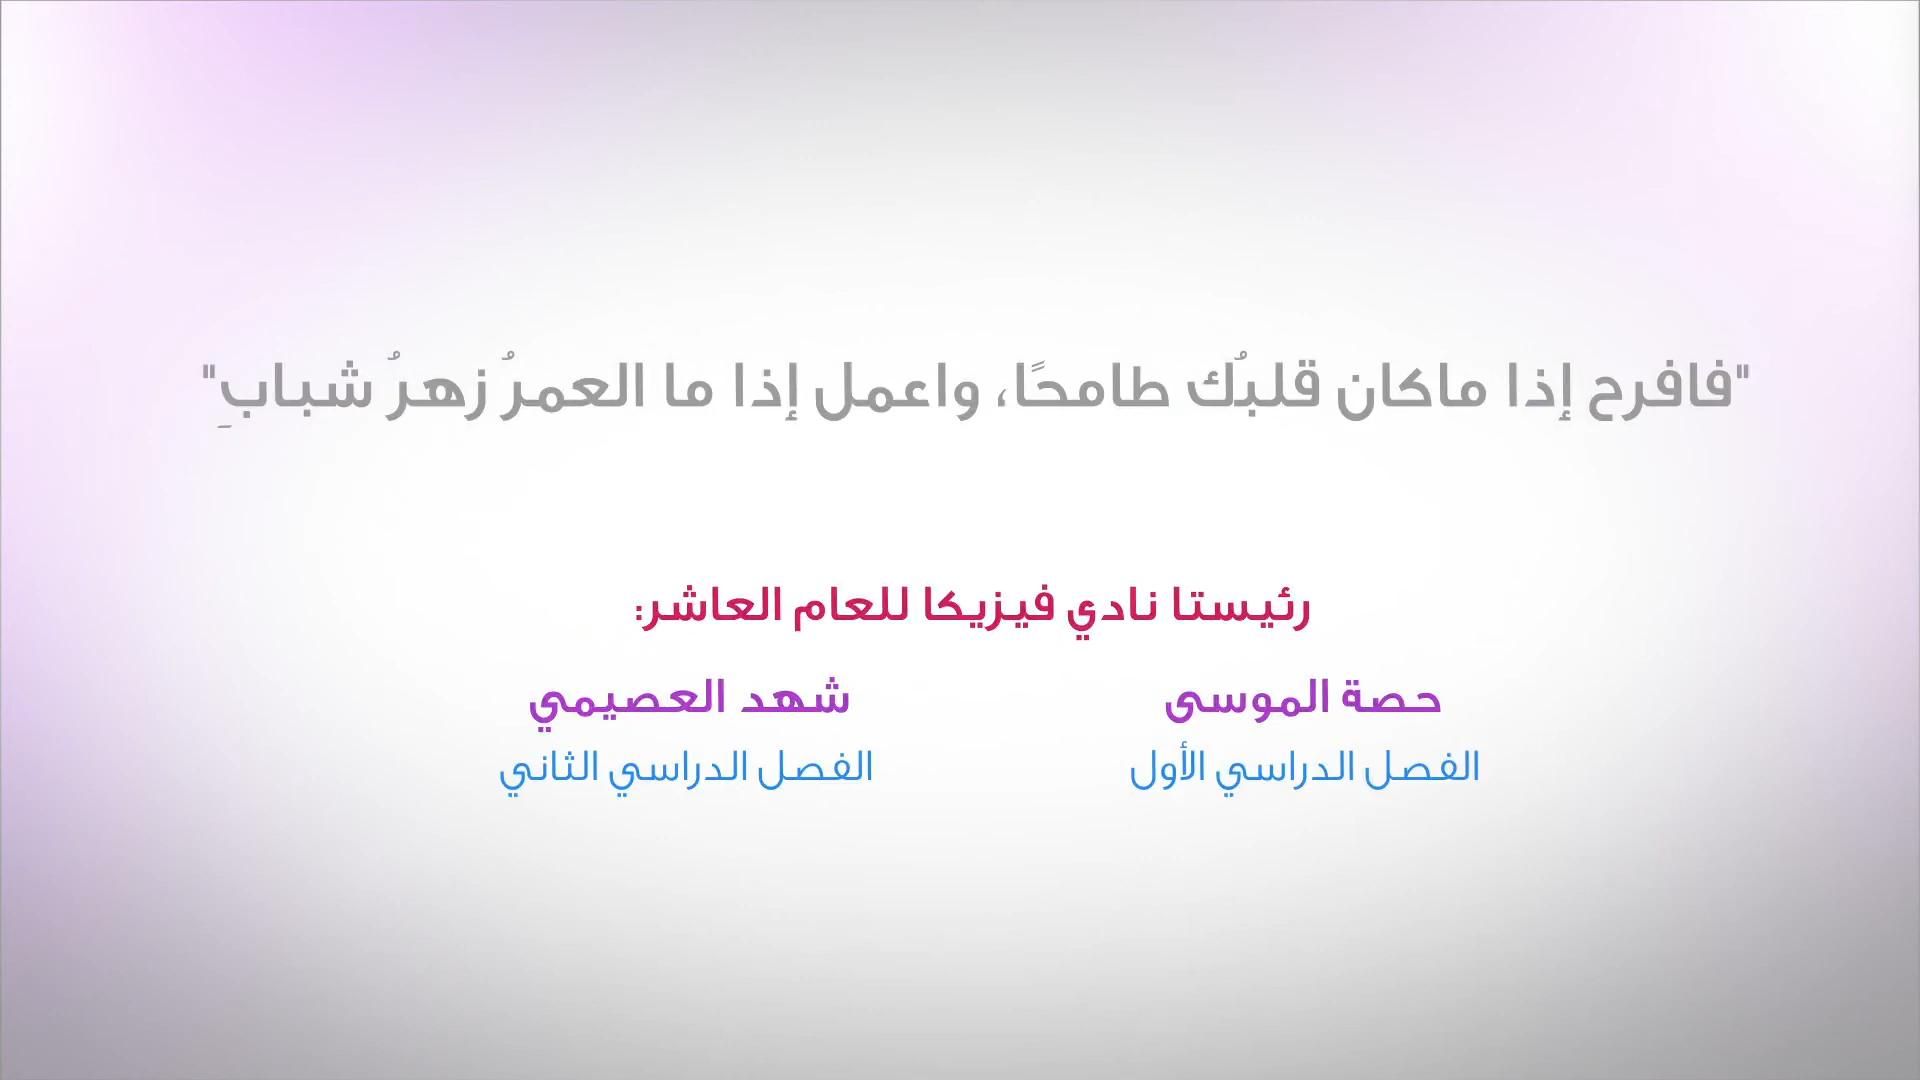 "فافرح إذا ماكان قلبُك طامحًا، واعمل إذا ما العمرُ زهرُ شبابِ"
رئيستا نادي فيزيكا للعام العاشر:
حصة الموسى
شهد العصيمي
الفصل الدراسي الأول
الفصل الدراسي الثاني